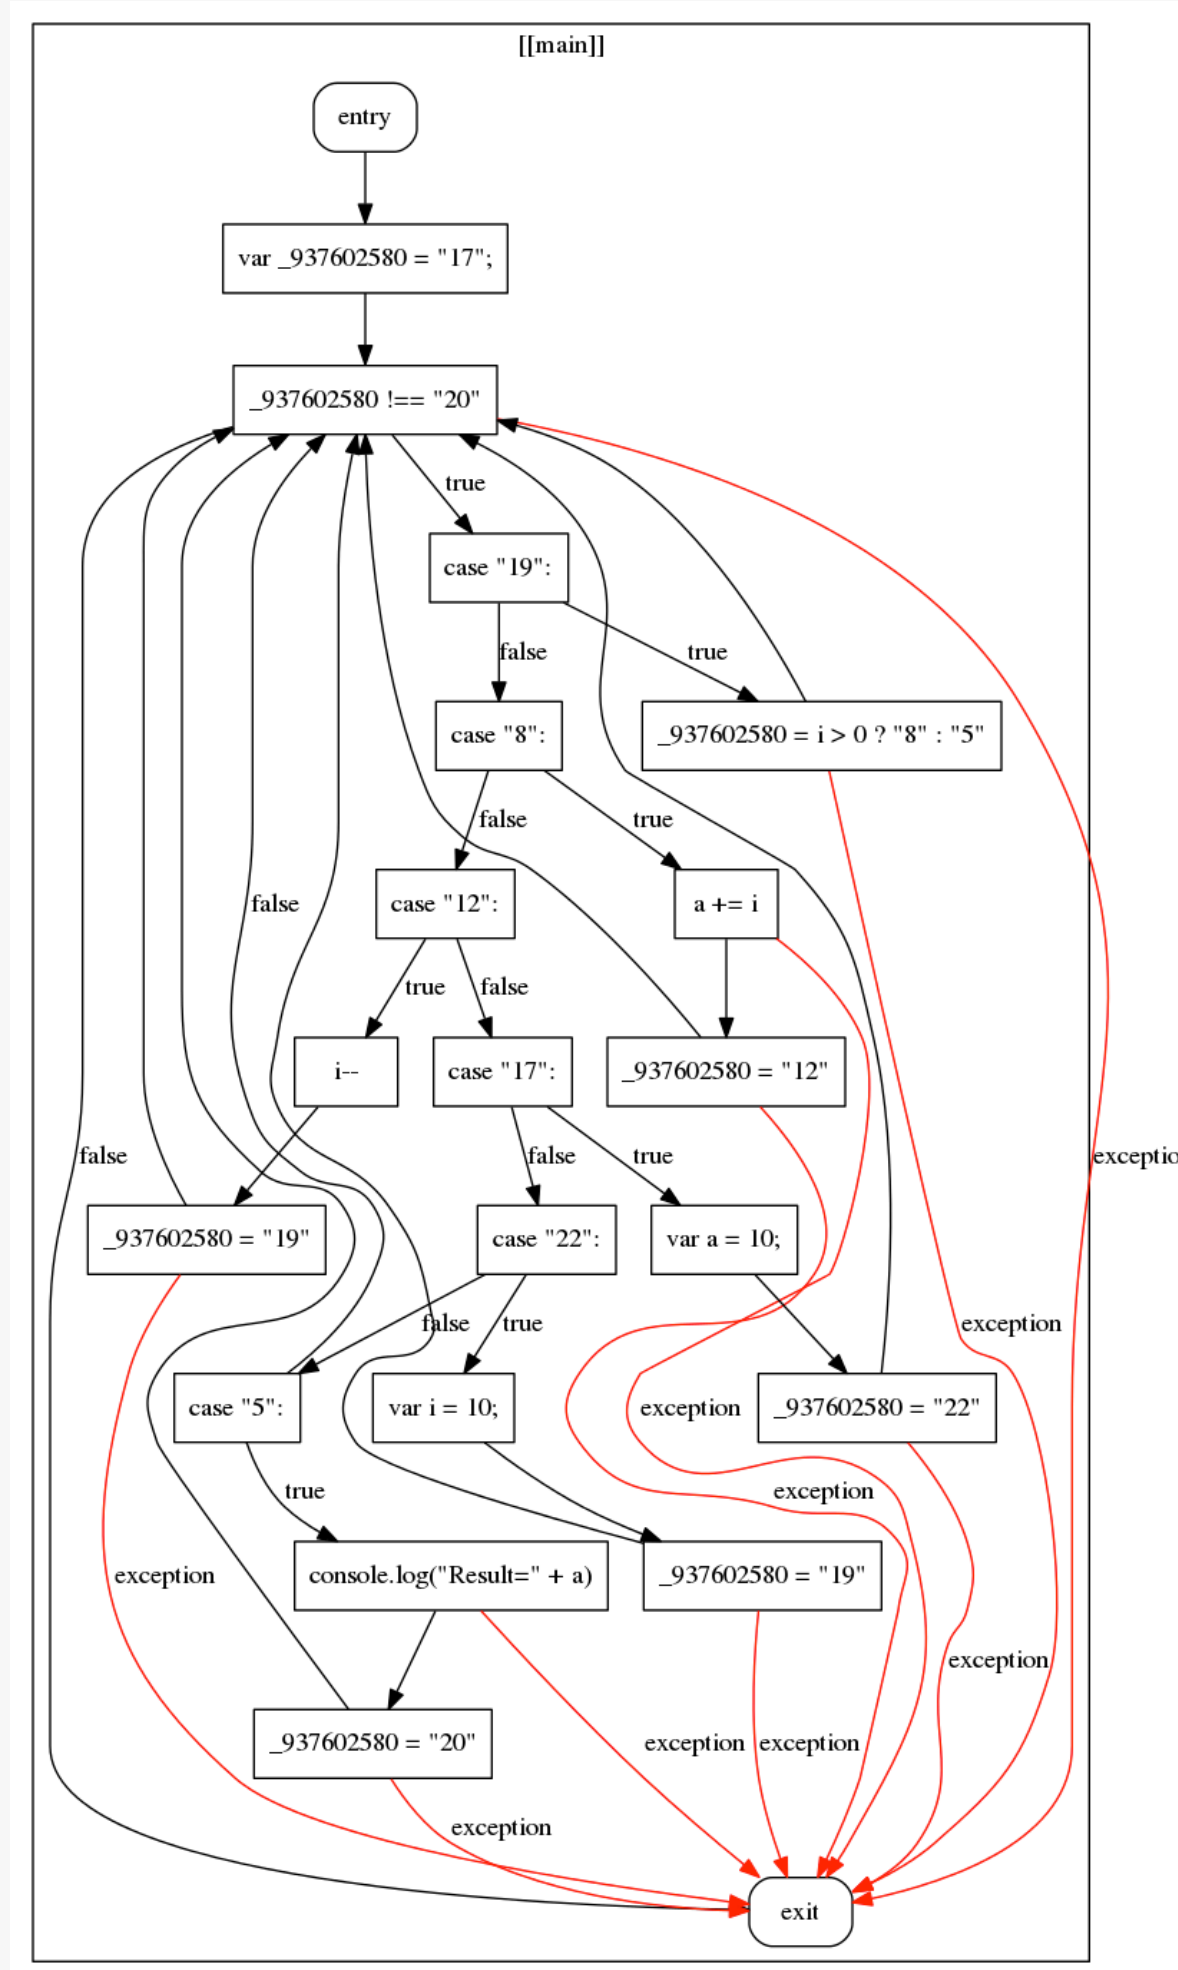 [[main]]
entry
var _937602580 = "17";
_937602580 !== "20"
true
case "19":
false
true
case "8":
_937602580 = i > 0 ? "8" : "5"
false
true
false
case "12":
a += i
true
false
i--
case "17":
_937602580 = "12"
false
false
true
exceptio
_937602580 = "19"
case "22":
var a = 10;
false
true
exception
case "5":
var i = 10;
exception
_937602580 = "22"
true
exception
exception
console.log("Result=" + a)
_937602580 = "19"
exception
_937602580 = "20"
exception
exception
exception
exit